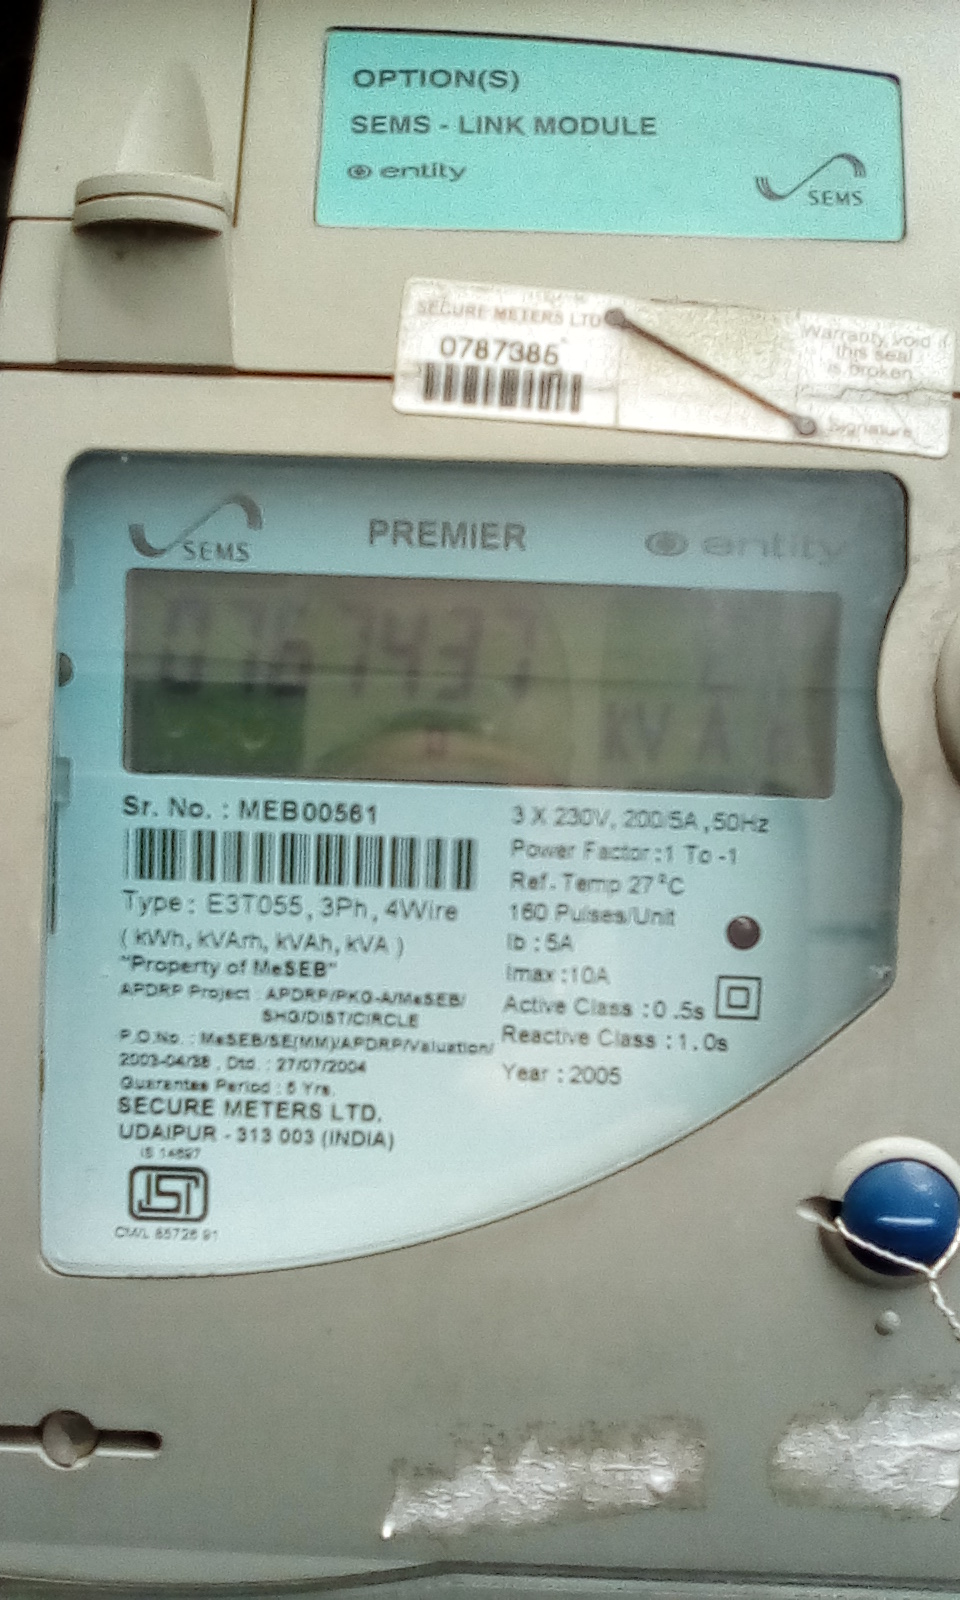 OPTION(S)
SEMS - LINK MODULE
entity
SEMS
SECURE METERS LTD
0787385
Warranty void if
this seal
is broken
Signature
SEMS
PREMIER
entity
kVA
Sr. No. : MEB00561
Type : E3T055, 3Ph, 4Wire
( kWh, kVArh, kVAh, kVA )
"Property of MeSEB"
APDRP Project : APDRP/PKG-A/MeSEB/
SHG/DIST/CIRCLE
P.O.No. : MeSEB/SE(MM)/APDRP/Valuation/
2003-04/38 , Dtd. : 27/07/2004
Guarantee Period : 5 Yrs.
SECURE METERS LTD.
UDAIPUR - 313 003 (INDIA)
IS 14697
CM/L 8572691
3 X 230V, 200/5A ,50Hz
Power Factor :1 To -1
Ref. Temp 27°C
160 Pulses/Unit
Ib : 5A
Imax :10A
Active Class :0 .5s
Reactive Class :1.0s
Year : 2005